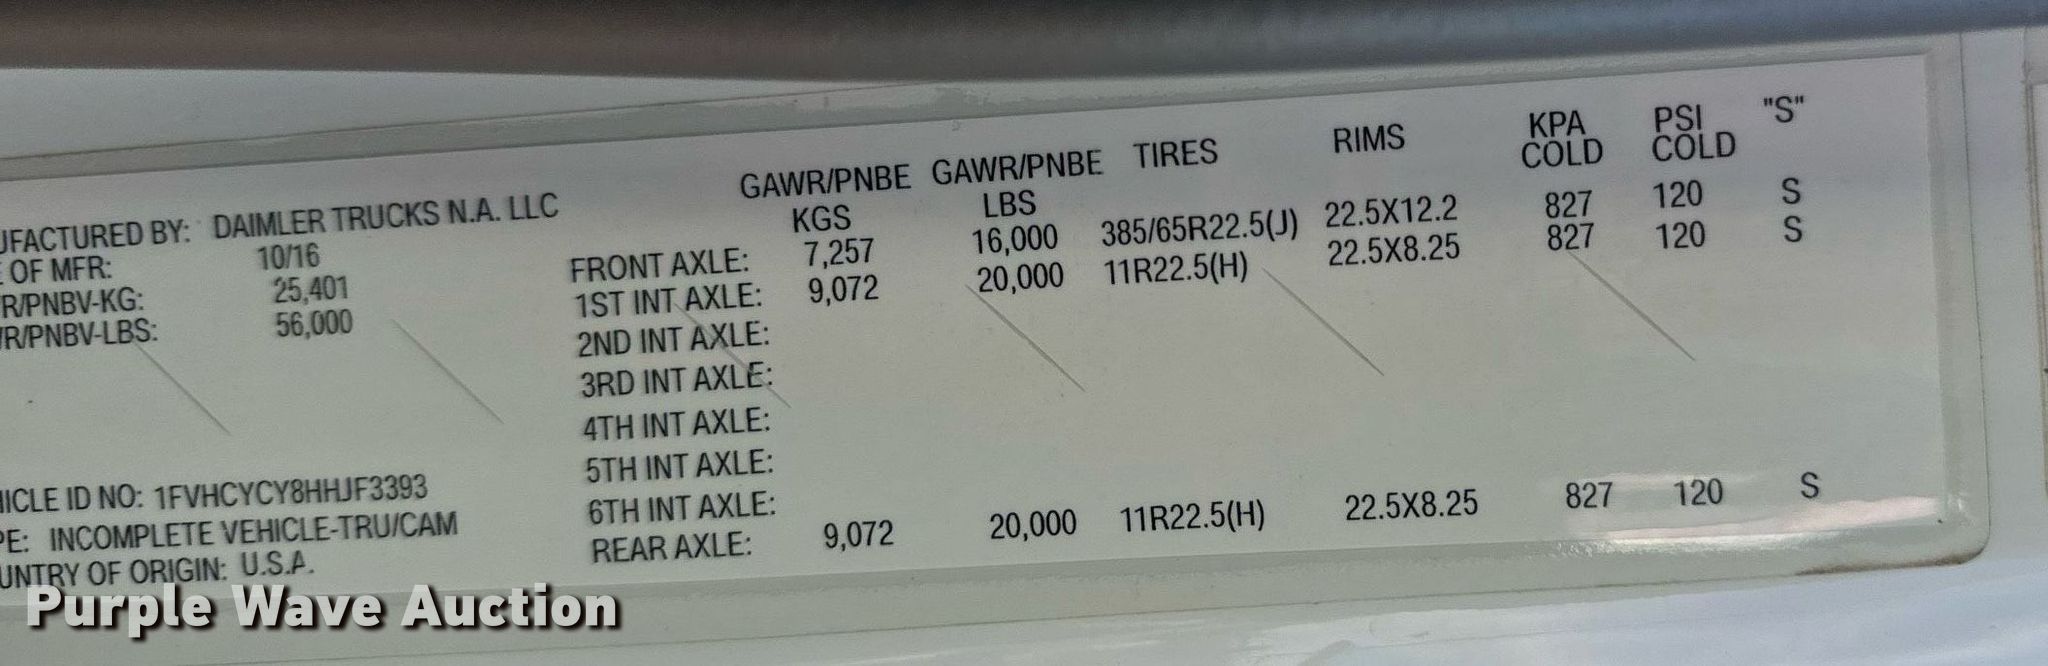 GAWR/PNBE KGS GAWR/PNBE LBS TIRES RIMS KPA COLD PSI COLD "S"
UFACTURED BY: DAIMLER TRUCKS N.A. LLC
OF MFR: 10/16
R/PNBV-KG: 25,401
R/PNBV-LBS: 56,000
FRONT AXLE: 7,257 16,000 385/65R22.5(J) 22.5X12.2 827 120 S
1ST INT AXLE: 9,072 20,000 11R22.5(H) 22.5X8.25 827 120 S
2ND INT AXLE:
3RD INT AXLE:
4TH INT AXLE:
5TH INT AXLE:
6TH INT AXLE:
REAR AXLE: 9,072 20,000 11R22.5(H) 22.5X8.25 827 120 S
HICLE ID NO: 1FVHCYCY8HHJF3393
PE: INCOMPLETE VEHICLE-TRU/CAM
UNTRY OF ORIGIN: U.S.A.
Purple Wave Auction